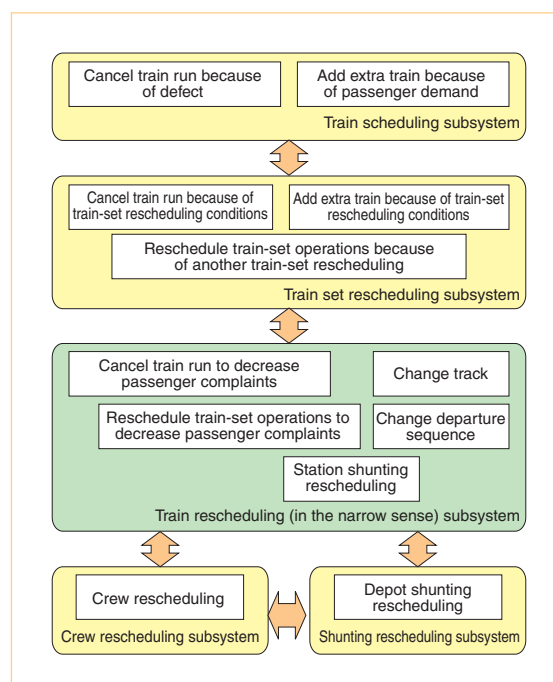 Cancel train run because
of defect
Add extra train because
of passenger demand
Train scheduling subsystem
Cancel train run because of
train-set rescheduling conditions
Add extra train because of train-set
rescheduling conditions
Reschedule train-set operations because
of another train-set rescheduling
Train set rescheduling subsystem
Cancel train run to decrease
passenger complaints
Change track
Reschedule train-set operations to
decrease passenger complaints
Change departure
sequence
Station shunting
rescheduling
Train rescheduling (in the narrow sense) subsystem
Crew rescheduling
Crew rescheduling subsystem
Depot shunting
rescheduling
Shunting rescheduling subsystem